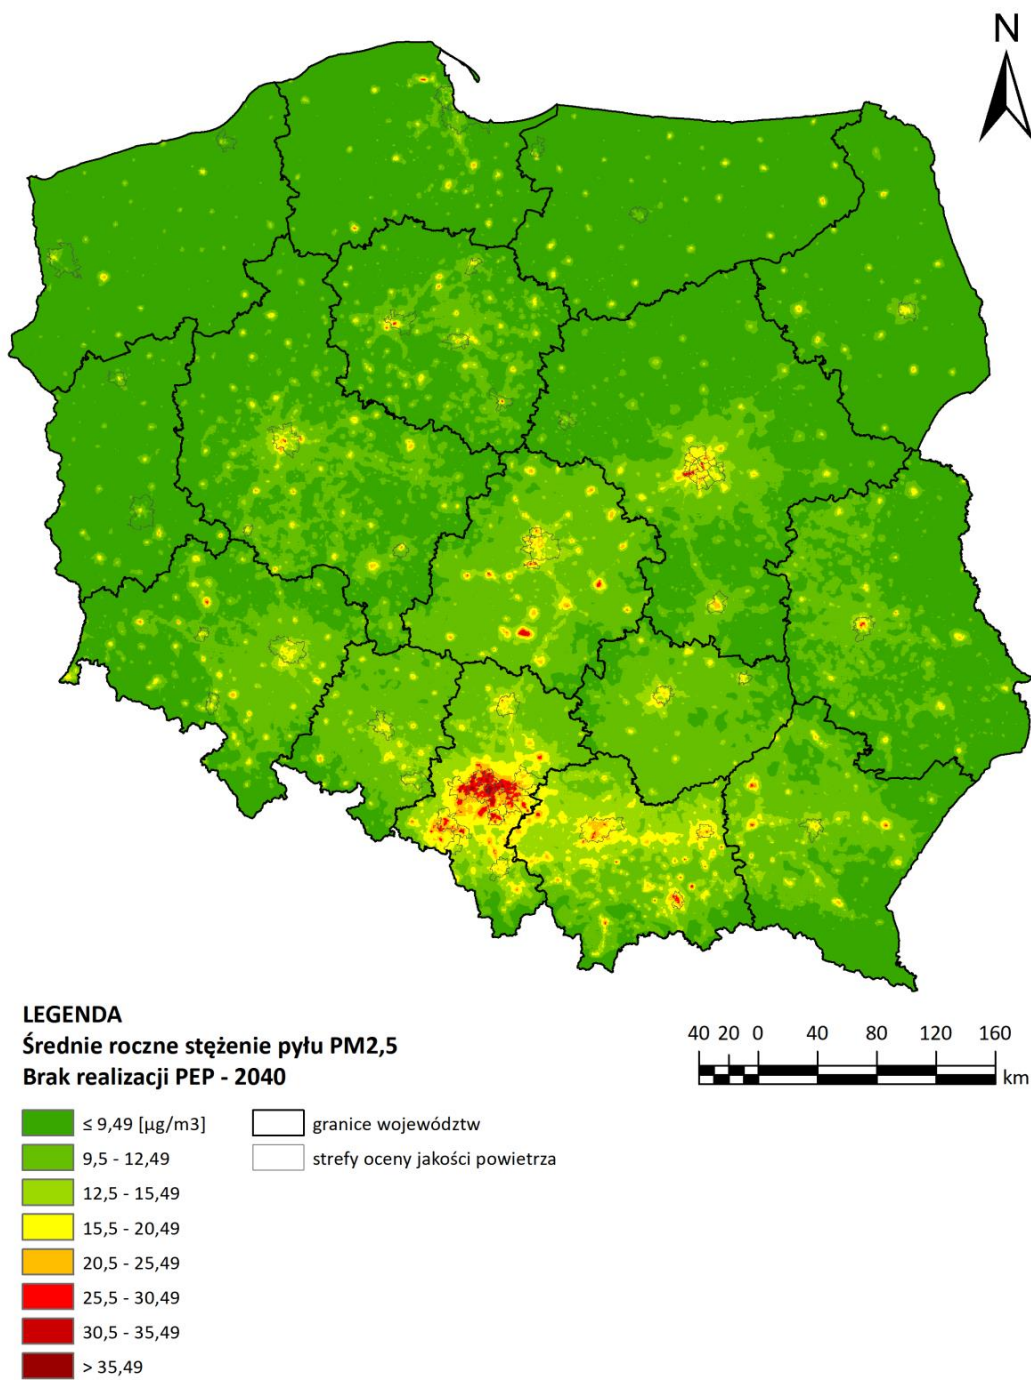 N
LEGENDA
Średnie roczne stężenie pyłu PM2,5
Brak realizacji PEP - 2040
≤ 9,49 [µg/m3]
9,5 - 12,49
12,5 - 15,49
15,5 - 20,49
20,5 - 25,49
25,5 - 30,49
30,5 - 35,49
> 35,49
granice województw
strefy oceny jakości powietrza
40 20 0 40 80 120 160
km